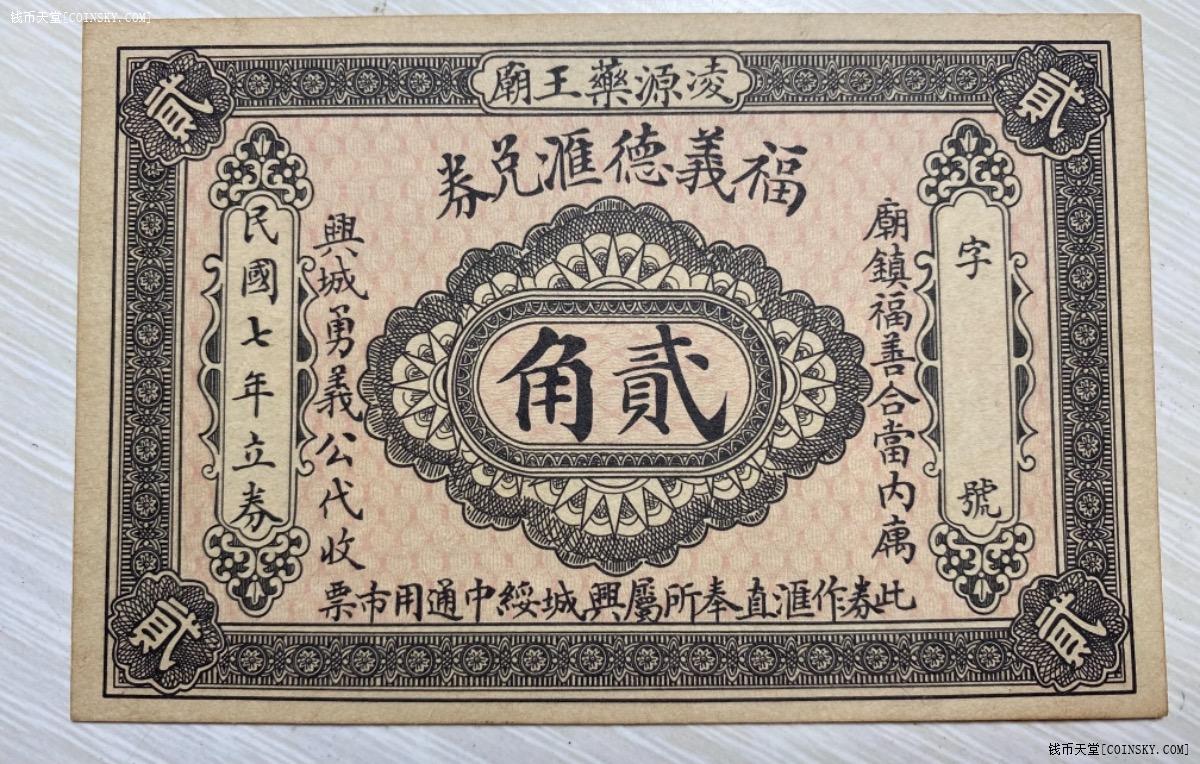 钱币天堂[COINSKY.COM]
凌源藥王廟
貳
貳
福義德滙兌券
字號
廟鎮福善合當內寓
貳角
興城勇義公代收
民國七年立券
此券作滙直奉所屬興城綏中通用市票
貳
貳
钱币天堂[COINSKY.COM]